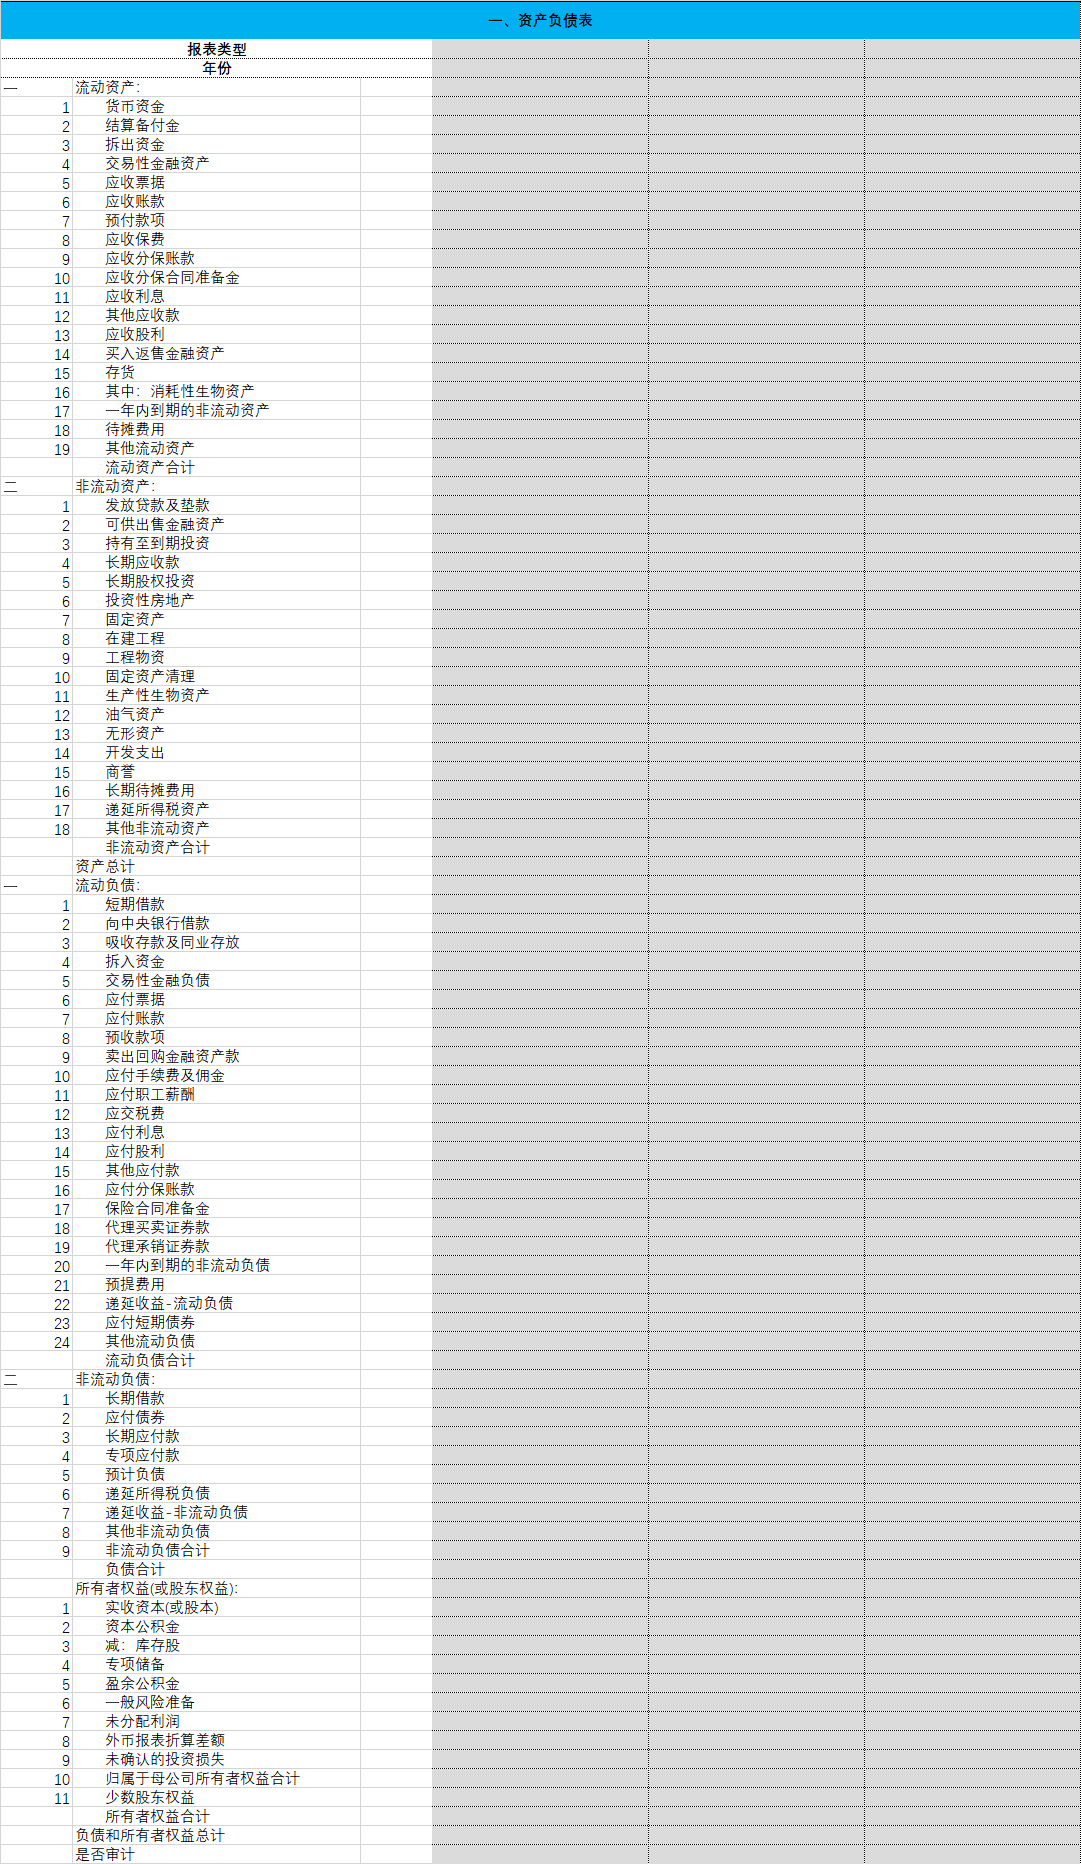 一、资产负债表
报表类型
年份
一 流动资产:
1 货币资金
2 结算备付金
3 拆出资金
4 交易性金融资产
5 应收票据
6 应收账款
7 预付款项
8 应收保费
9 应收分保账款
10 应收分保合同准备金
11 应收利息
12 其他应收款
13 应收股利
14 买入返售金融资产
15 存货
16 其中：消耗性生物资产
17 一年内到期的非流动资产
18 待摊费用
19 其他流动资产
流动资产合计
二 非流动资产:
1 发放贷款及垫款
2 可供出售金融资产
3 持有至到期投资
4 长期应收款
5 长期股权投资
6 投资性房地产
7 固定资产
8 在建工程
9 工程物资
10 固定资产清理
11 生产性生物资产
12 油气资产
13 无形资产
14 开发支出
15 商誉
16 长期待摊费用
17 递延所得税资产
18 其他非流动资产
非流动资产合计
资产总计
一 流动负债:
1 短期借款
2 向中央银行借款
3 吸收存款及同业存放
4 拆入资金
5 交易性金融负债
6 应付票据
7 应付账款
8 预收款项
9 卖出回购金融资产款
10 应付手续费及佣金
11 应付职工薪酬
12 应交税费
13 应付利息
14 应付股利
15 其他应付款
16 应付分保账款
17 保险合同准备金
18 代理买卖证券款
19 代理承销证券款
20 一年内到期的非流动负债
21 预提费用
22 递延收益-流动负债
23 应付短期债券
24 其他流动负债
流动负债合计
二 非流动负债:
1 长期借款
2 应付债券
3 长期应付款
4 专项应付款
5 预计负债
6 递延所得税负债
7 递延收益-非流动负债
8 其他非流动负债
9 非流动负债合计
负债合计
所有者权益(或股东权益):
1 实收资本(或股本)
2 资本公积金
3 减：库存股
4 专项储备
5 盈余公积金
6 一般风险准备
7 未分配利润
8 外币报表折算差额
9 未确认的投资损失
10 归属于母公司所有者权益合计
11 少数股东权益
所有者权益合计
负债和所有者权益总计
是否审计